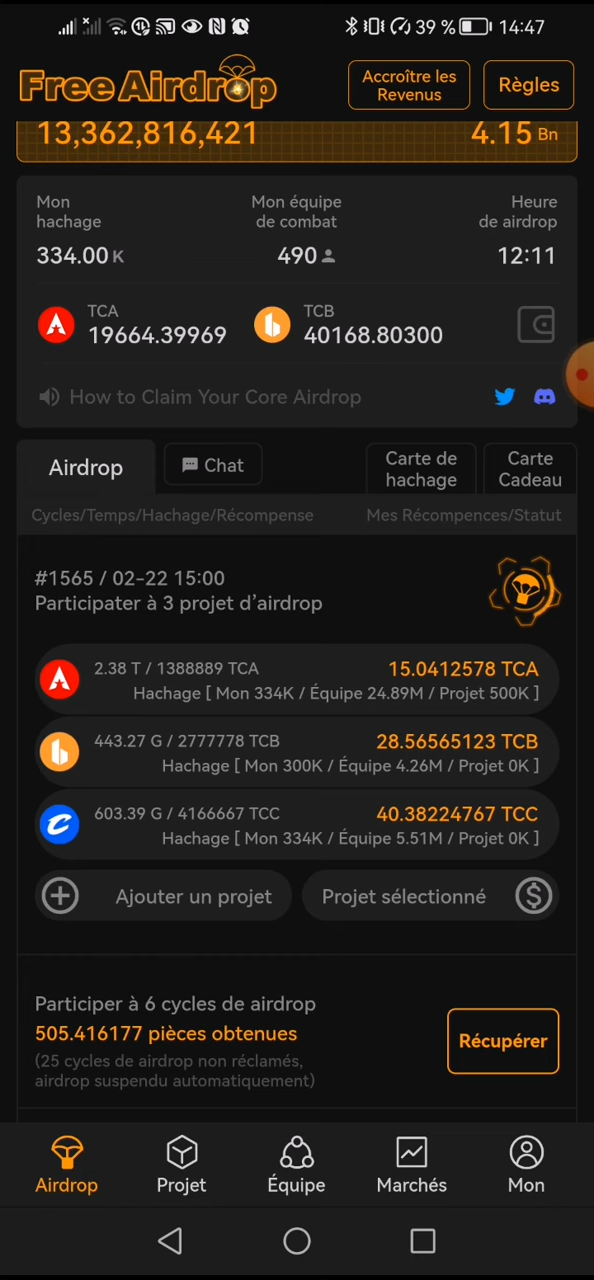 39 % 14:47
Free Airdrop
Accroître les
Revenus
Règles
13,362,816,421 4.15 Bn
Mon
hachage
Mon équipe
de combat
Heure
de airdrop
334.00 K 490 12:11
TCA
19664.39969
TCB
40168.80300
How to Claim Your Core Airdrop
Airdrop
Chat
Carte de
hachage
Carte
Cadeau
Cycles/Temps/Hachage/Récompense Mes Récompences/Statut
#1565 / 02-22 15:00
Participater à 3 projet d’airdrop
2.38 T / 1388889 TCA 15.0412578 TCA
Hachage [ Mon 334K / Équipe 24.89M / Projet 500K ]
443.27 G / 2777778 TCB 28.56565123 TCB
Hachage [ Mon 300K / Équipe 4.26M / Projet 0K ]
603.39 G / 4166667 TCC 40.38224767 TCC
Hachage [ Mon 334K / Équipe 5.51M / Projet 0K ]
Ajouter un projet Projet sélectionné
Participer à 6 cycles de airdrop
505.416177 pièces obtenues
(25 cycles de airdrop non réclamés,
airdrop suspendu automatiquement)
Récupérer
Airdrop Projet Équipe Marchés Mon